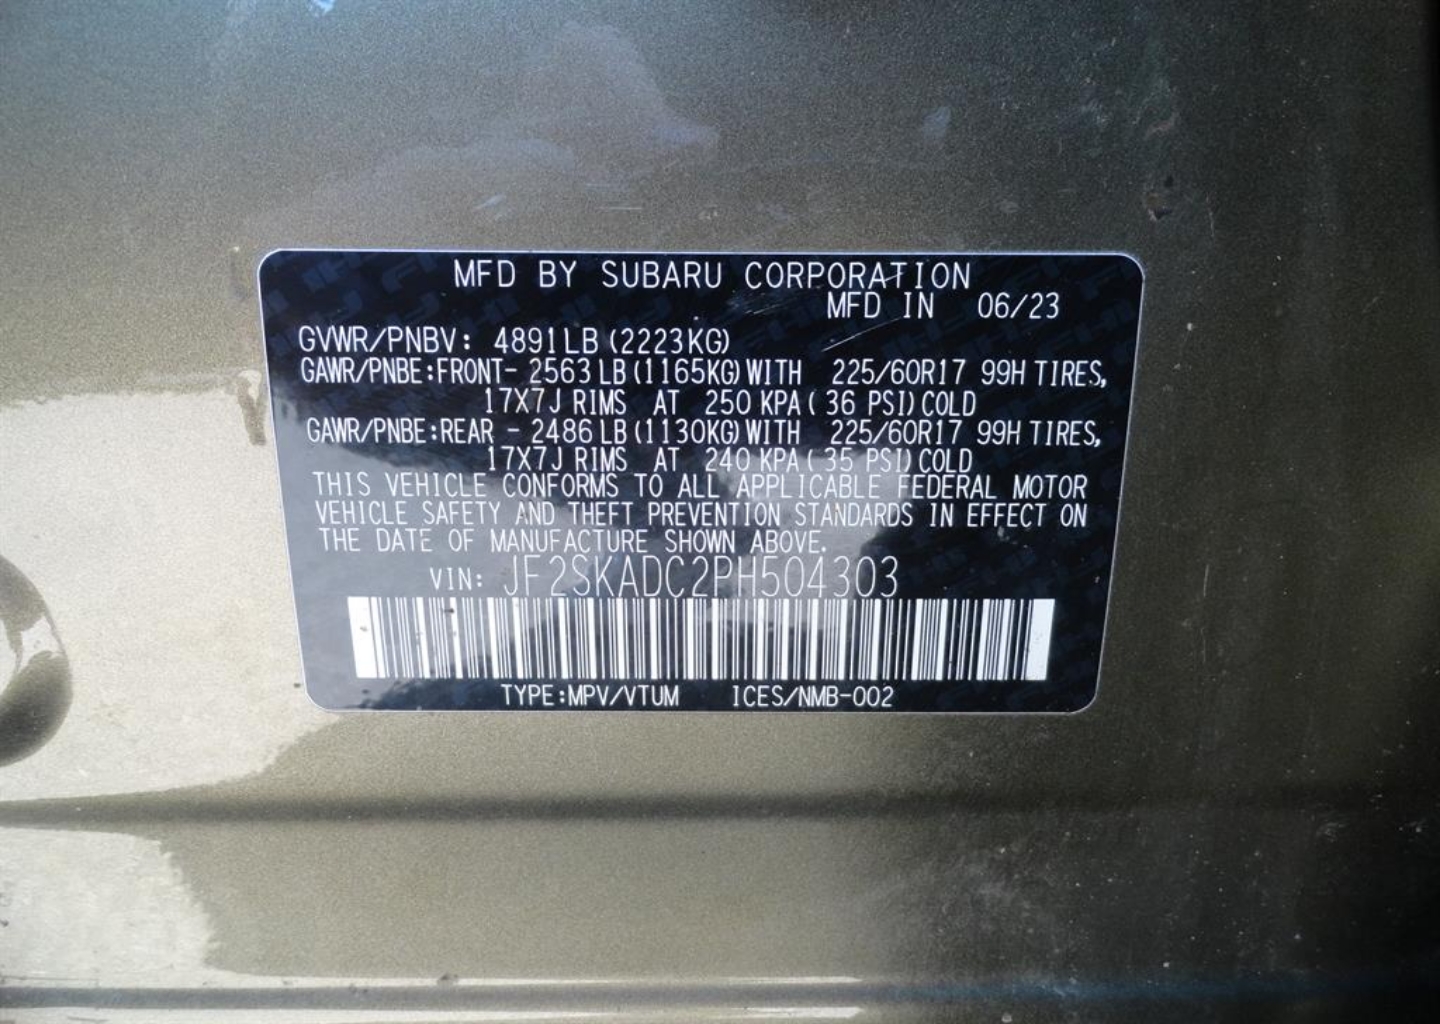 MFD BY SUBARU CORPORATION
MFD IN 06/23
GVWR/PNBV: 4891LB (2223KG)
GAWR/PNBE:FRONT- 2563 LB (1165KG) WITH 225/60R17 99H TIRES,
17X7J RIMS AT 250 KPA ( 36 PSI) COLD
GAWR/PNBE:REAR - 2486 LB (1130KG) WITH 225/60R17 99H TIRES,
17X7J RIMS AT 240 KPA ( 35 PSI) COLD
THIS VEHICLE CONFORMS TO ALL APPLICABLE FEDERAL MOTOR
VEHICLE SAFETY AND THEFT PREVENTION STANDARDS IN EFFECT ON
THE DATE OF MANUFACTURE SHOWN ABOVE.
VIN: JF2SKADC2PH504303
TYPE:MPV/VTUM ICES/NMB-002